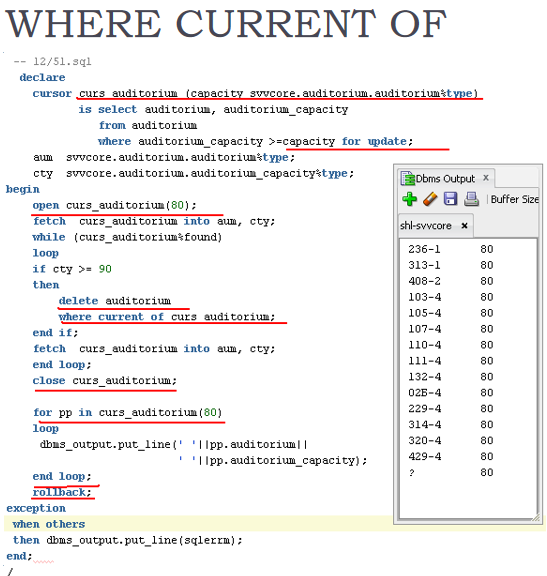 WHERE CURRENT OF
-- 12/51.sql
declare
cursor curs_auditorium (capacity svvcore.auditorium.auditorium%type)
is select auditorium, auditorium_capacity
from auditorium
where auditorium_capacity >=capacity for update;
aum svvcore.auditorium.auditorium%type;
cty svvcore.auditorium.auditorium_capacity%type;
begin
open curs_auditorium(80);
fetch curs_auditorium into aum, cty;
while (curs_auditorium%found)
loop
if cty >= 90
then
delete auditorium
where current of curs_auditorium;
end if;
fetch curs_auditorium into aum, cty;
end loop;
close curs_auditorium;
for pp in curs_auditorium(80)
loop
dbms_output.put_line(' '||pp.auditorium||
' '||pp.auditorium_capacity);
end loop;
rollback;
exception
when others
then dbms_output.put_line(sqlerrm);
end;
/
Dbms Output x
Buffer Size
shl-svvcore x
236-1 80
313-1 80
408-2 80
103-4 80
105-4 80
107-4 80
110-4 80
111-4 80
132-4 80
02Б-4 80
229-4 80
314-4 80
320-4 80
429-4 80
? 80